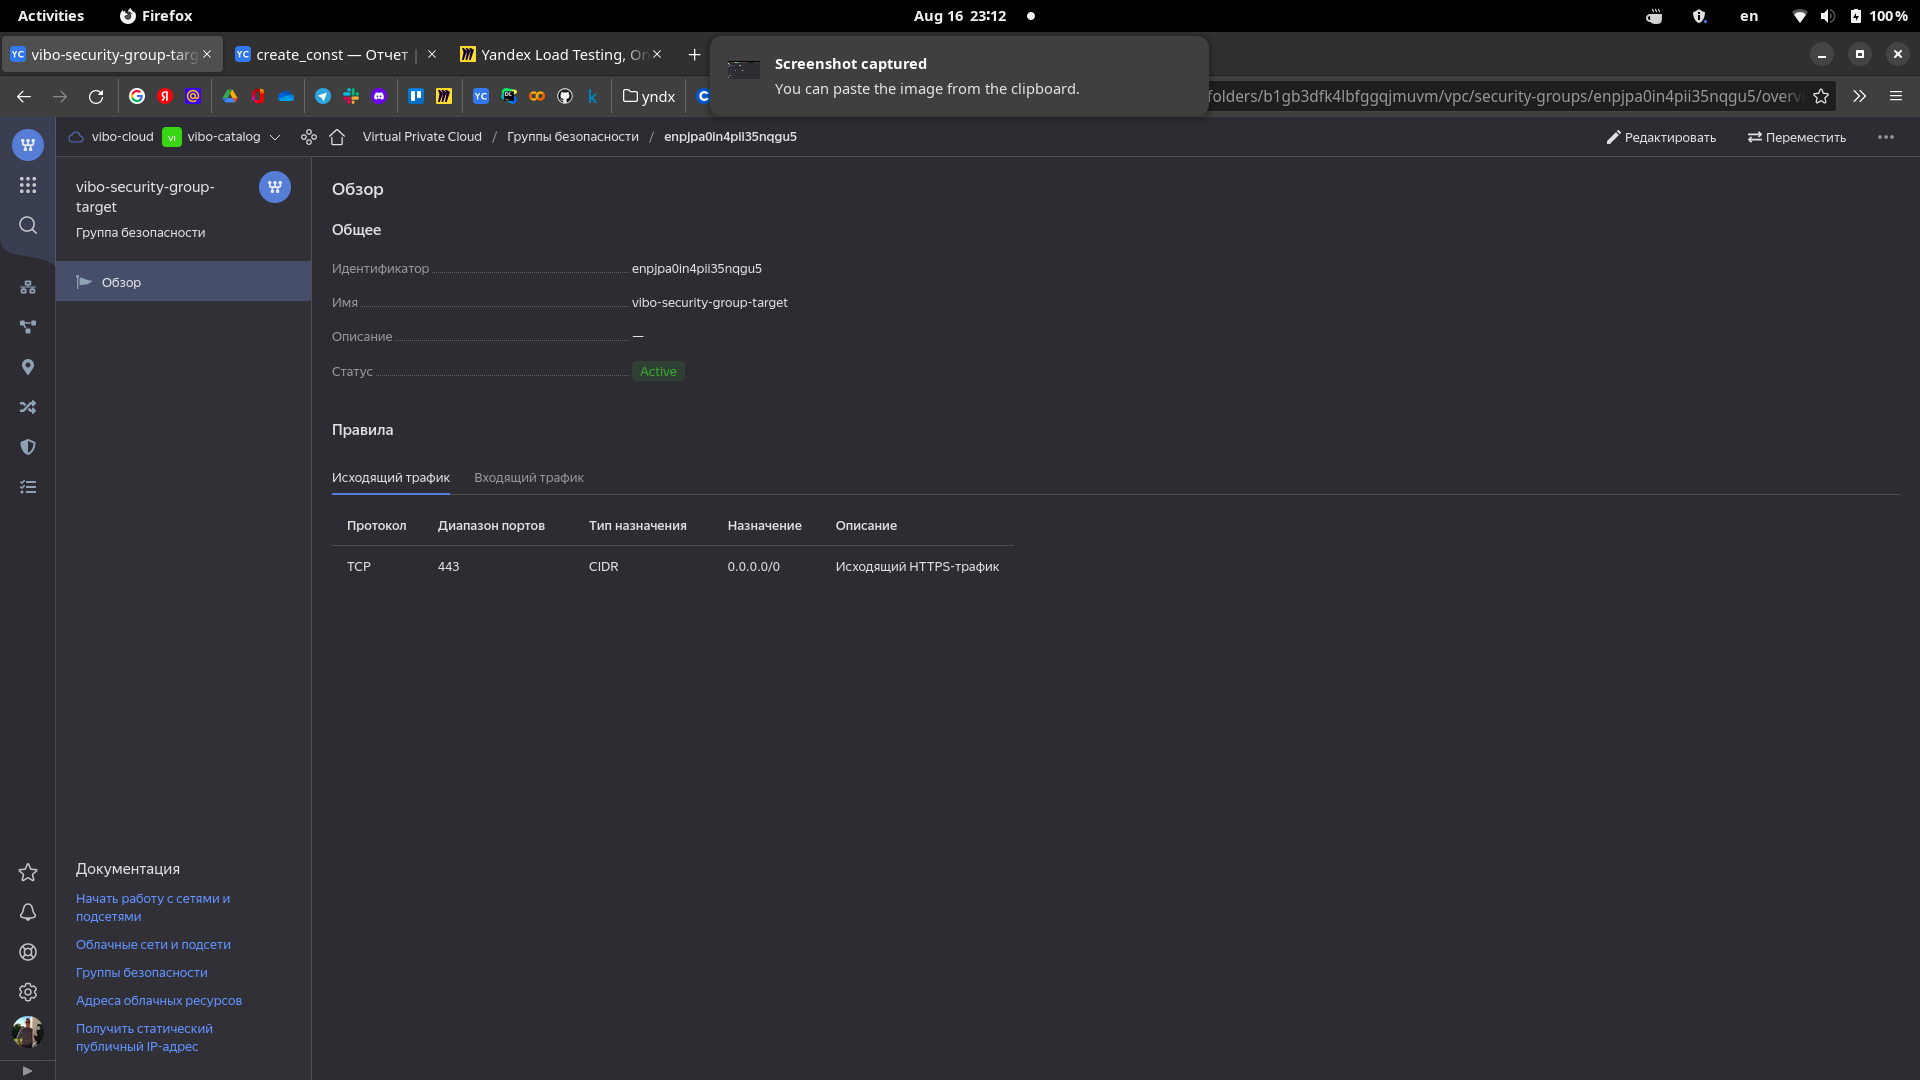 Activities
Firefox
Aug 16 23:12
en
100 %
vibo-security-group-targ
create_const — Отчет |
Yandex Load Testing, On
Screenshot captured
You can paste the image from the clipboard.
yndx
folders/b1gb3dfk4lbfggqjmuvm/vpc/security-groups/enpjpa0in4pii35nqgu5/overvi
vibo-cloud
vibo-catalog
Virtual Private Cloud / Группы безопасности / enpjpa0in4pii35nqgu5
Редактировать
Переместить
vibo-security-group-
target
Группа безопасности
Обзор
Обзор
Общее
Идентификатор enpjpa0in4pii35nqgu5
Имя vibo-security-group-target
Описание —
Статус Active
Правила
Исходящий трафик Входящий трафик
Протокол Диапазон портов Тип назначения Назначение Описание
TCP 443 CIDR 0.0.0.0/0 Исходящий HTTPS-трафик
Документация
Начать работу с сетями и
подсетями
Облачные сети и подсети
Группы безопасности
Адреса облачных ресурсов
Получить статический
публичный IP-адрес